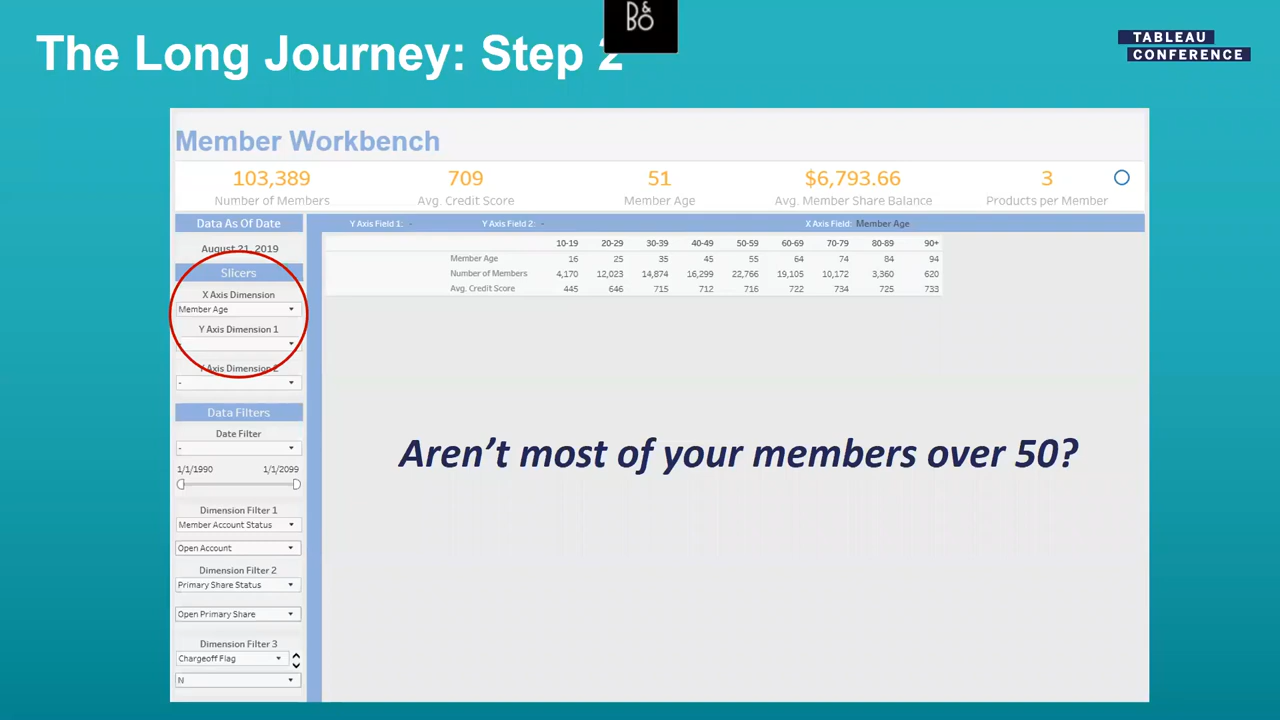 The Long Journey: Step 2
B&
BO
TABLEAU
CONFERENCE
Member Workbench
103,389 709 51 $6,793.66 3
Number of Members Avg. Credit Score Member Age Avg. Member Share Balance Products per Member
Data As Of Date Y Axis Field 1: - Y Axis Field 2: - X Axis Field: Member Age
August 21, 2019
10-19 20-29 30-39 40-49 50-59 60-69 70-79 80-89 90+
Member Age 16 25 35 45 55 64 74 84 94
Number of Members 4,170 12,023 14,874 16,299 22,766 19,105 10,172 3,360 620
Avg. Credit Score 445 646 715 712 716 722 734 725 733
Slicers
X Axis Dimension
Member Age
Y Axis Dimension 1
-
Y Axis Dimension 2
-
Data Filters
Date Filter
-
1/1/1990 1/1/2099
Dimension Filter 1
Member Account Status
Open Account
Dimension Filter 2
Primary Share Status
Open Primary Share
Dimension Filter 3
Chargeoff Flag
N
Aren't most of your members over 50?